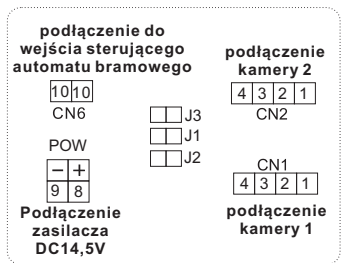 podłączenie do
wejścia sterującego
automatu bramowego
10 10
CN6
POW
− +
9 8
Podłączenie
zasilacza
DC14,5V
J3
J1
J2
podłączenie
kamery 2
4 3 2 1
CN2
CN1
4 3 2 1
podłączenie
kamery 1